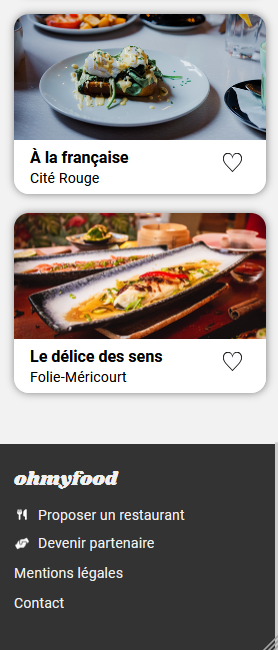 À la française
Cité Rouge
Le délice des sens
Folie-Méricourt
ohmyfood
Proposer un restaurant
Devenir partenaire
Mentions légales
Contact